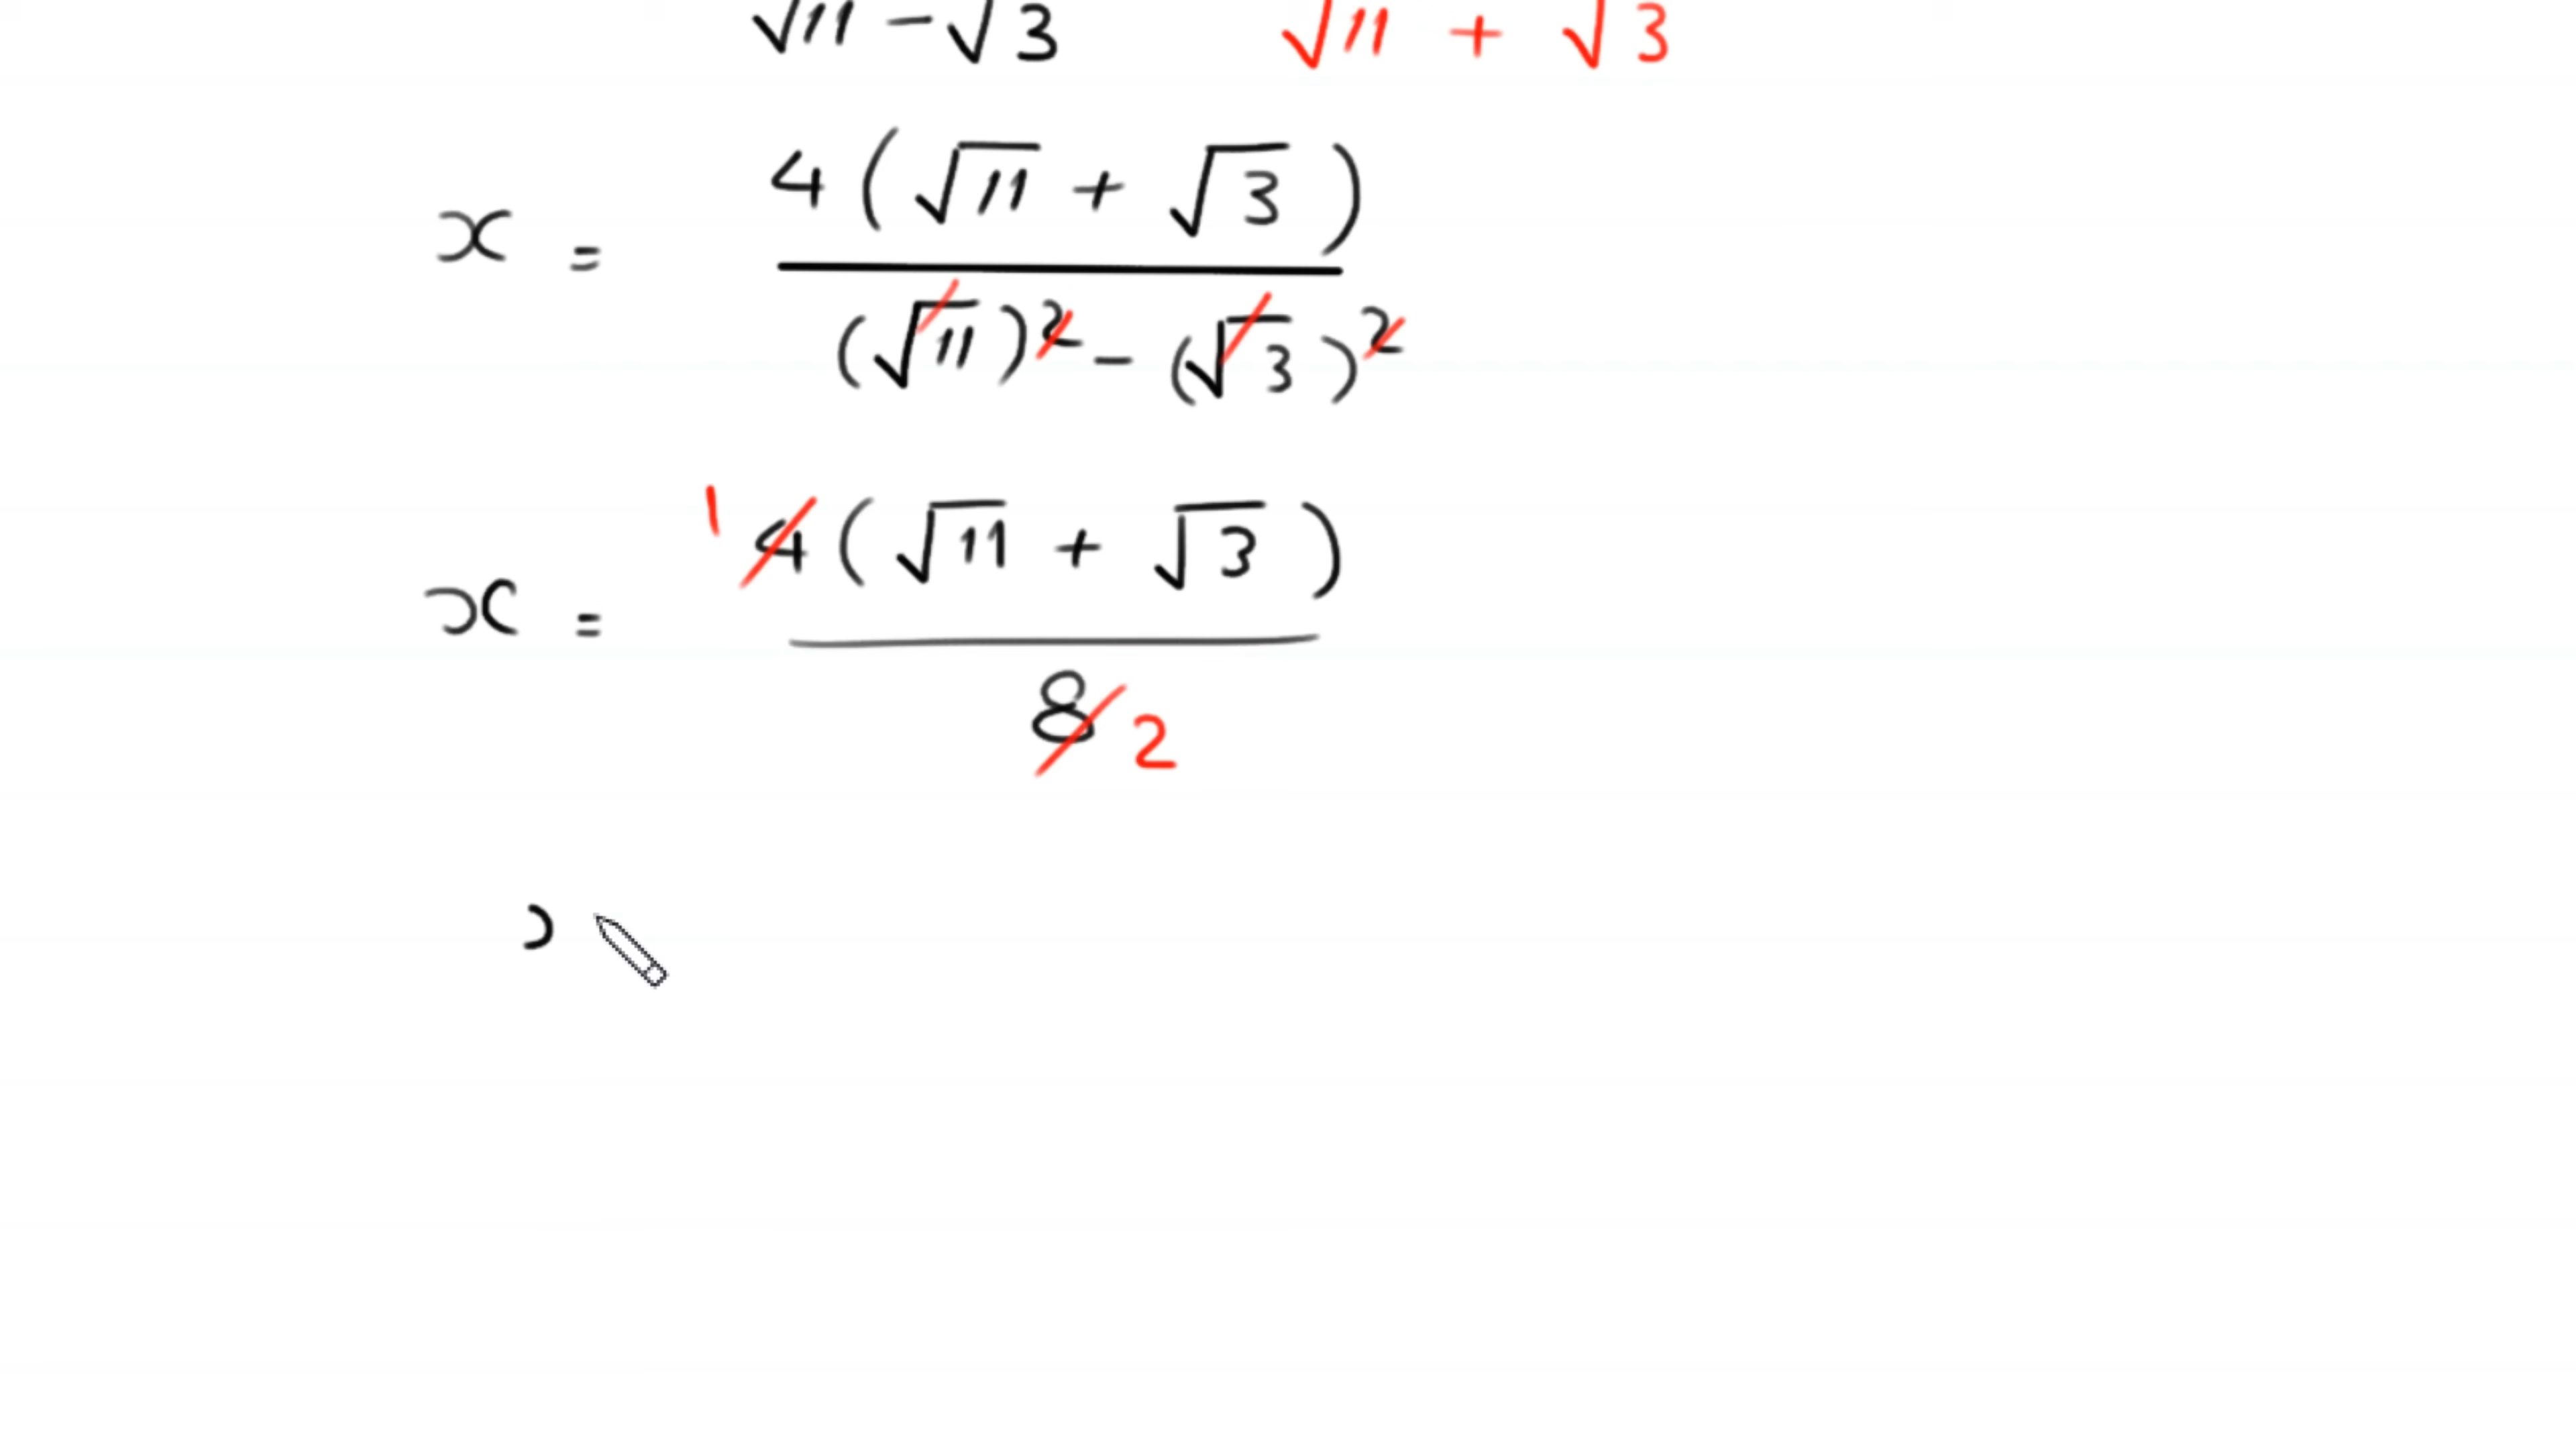 √11 − √3 √11 + √3
4(√11 + √3)
x =
(√11)² − (√3)²
1 4(√11 + √3)
x =
8 2